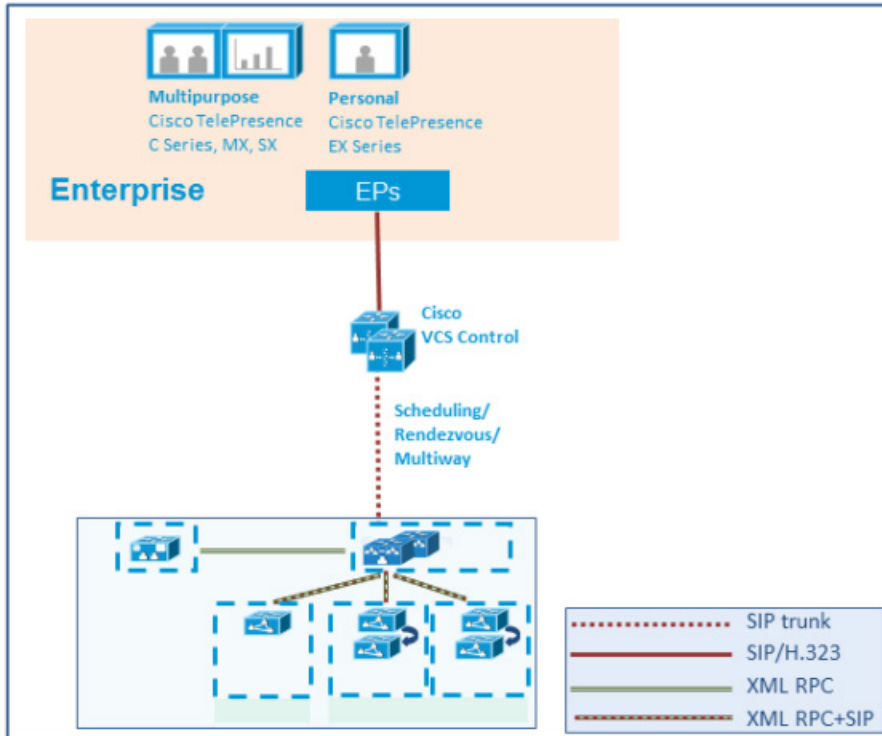 Multipurpose
Cisco TelePresence
C Series, MX, SX
Personal
Cisco TelePresence
EX Series
Enterprise
EPs
Cisco
VCS Control
Scheduling/
Rendezvous/
Multiway
SIP trunk
SIP/H.323
XML RPC
XML RPC+SIP